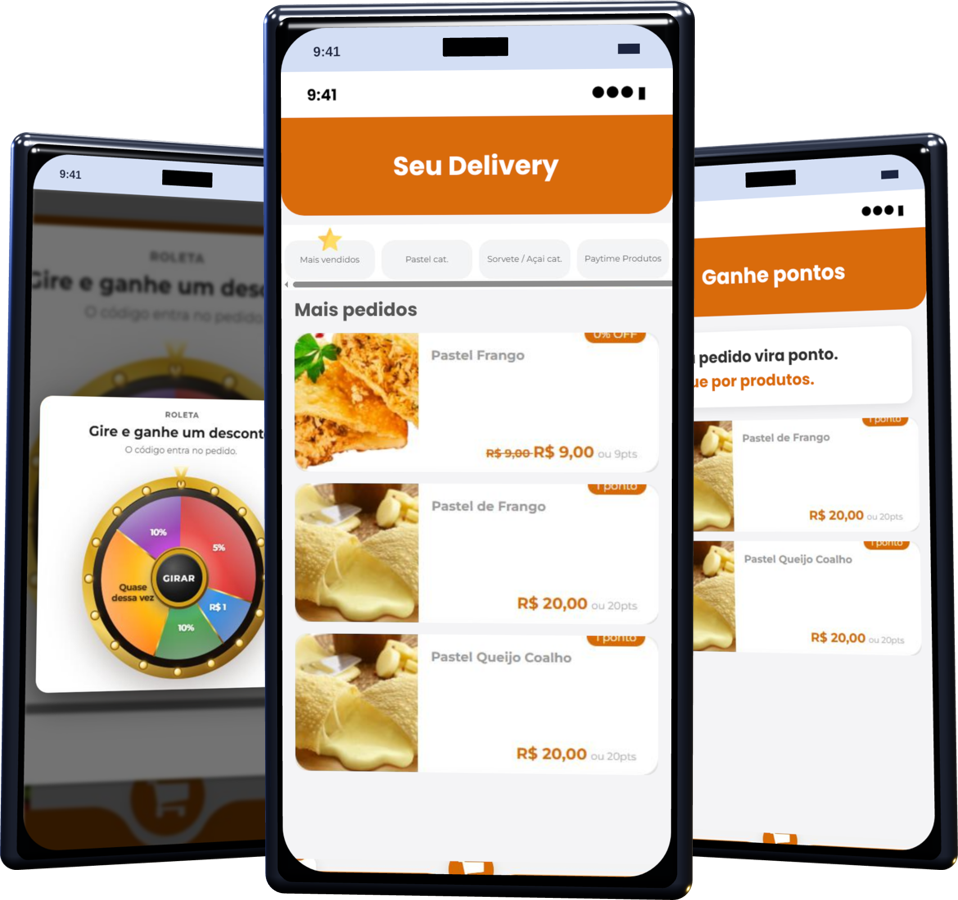 9:41
ROLETA
Gire e ganhe um desc
O código entra no pedido.
ROLETA
Gire e ganhe um descont
O código entra no pedido.
10%
5%
GIRAR
Quase
dessa vez
R$ 1
10%
9:41
9:41
Seu Delivery
Mais vendidos
Pastel cat.
Sorvete / Açai cat.
Paytime Produtos
Mais pedidos
0% OFF
Pastel Frango
R$ 9,00 R$ 9,00 ou 9pts
1 ponto
Pastel de Frango
R$ 20,00 ou 20pts
1 ponto
Pastel Queijo Coalho
R$ 20,00 ou 20pts
Ganhe pontos
pedido vira ponto.
ue por produtos.
1 ponto
Pastel de Frango
R$ 20,00 ou 20pts
1 ponto
Pastel Queijo Coalho
R$ 20,00 ou 20pts